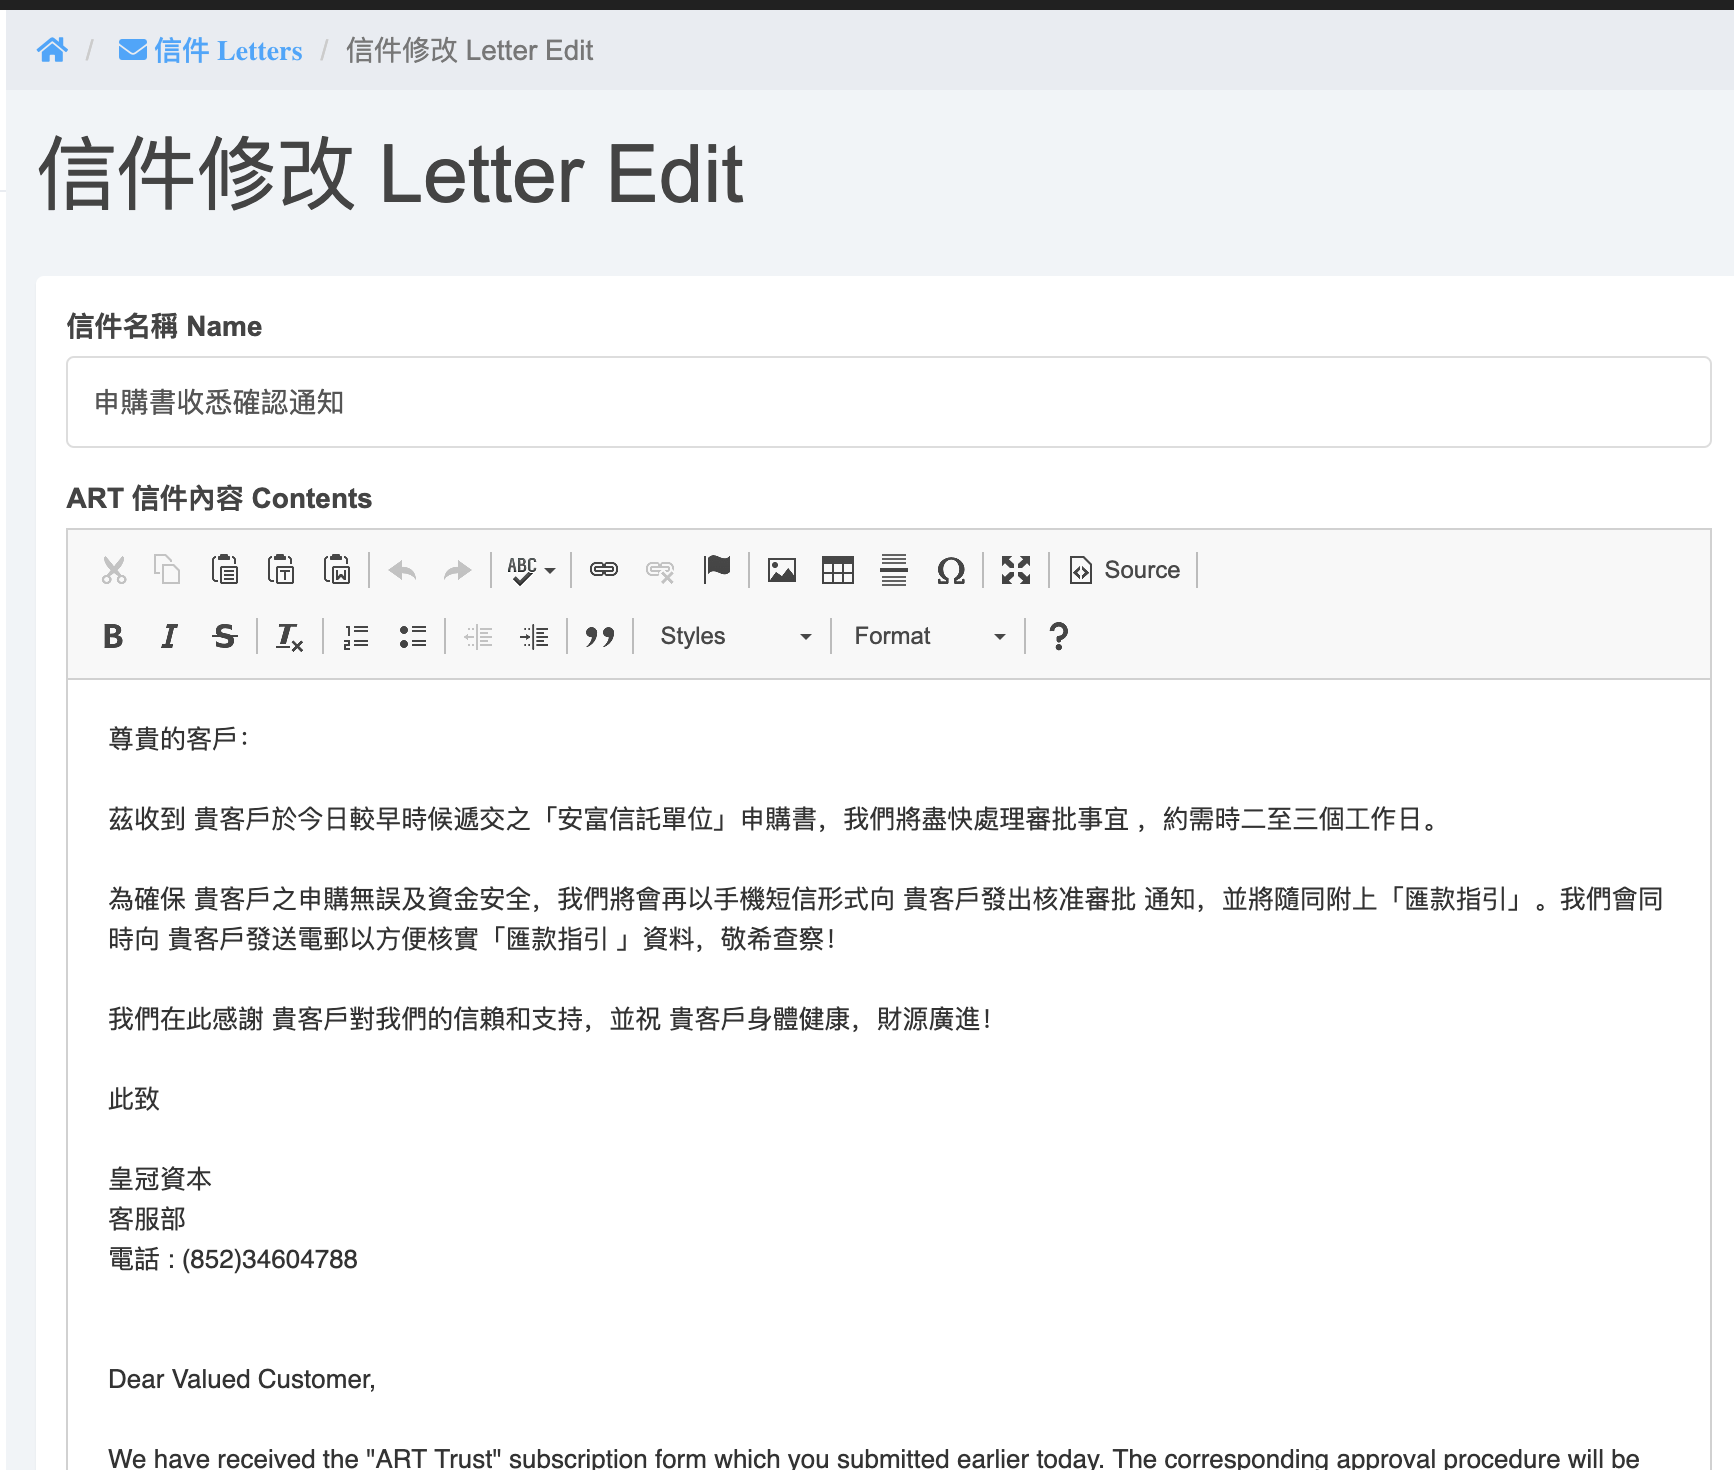 / 信件 Letters / 信件修改 Letter Edit
信件修改 Letter Edit
信件名稱 Name
申購書收悉確認通知
ART 信件內容 Contents
ABC Source
B I S Styles Format ?
尊貴的客戶：
茲收到 貴客戶於今日較早時候遞交之「安富信託單位」申購書，我們將盡快處理審批事宜 ，約需時二至三個工作日。
為確保 貴客戶之申購無誤及資金安全，我們將會再以手機短信形式向 貴客戶發出核准審批 通知，並將隨同附上「匯款指引」。我們會同
時向 貴客戶發送電郵以方便核實「匯款指引 」資料，敬希查察！
我們在此感謝 貴客戶對我們的信賴和支持，並祝 貴客戶身體健康，財源廣進！
此致
皇冠資本
客服部
電話 : (852)34604788
Dear Valued Customer,
We have received the "ART Trust" subscription form which you submitted earlier today. The corresponding approval procedure will be